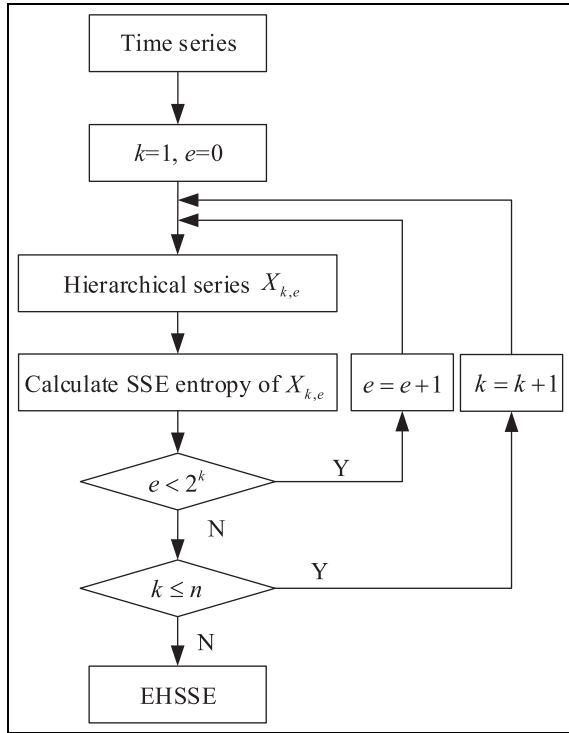 Time series
k=1, e=0
Hierarchical series X_{k,e}
Calculate SSE entropy of X_{k,e}
e = e+1
k = k+1
e < 2^k
Y
N
k ≤ n
Y
N
EHSSE